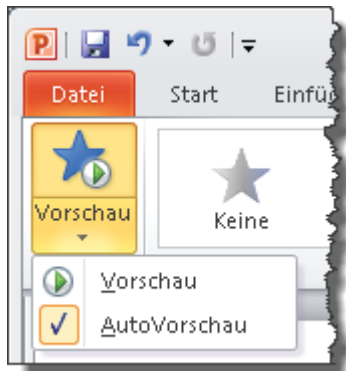 P
Datei Start Einfü
Vorschau Keine
Vorschau
AutoVorschau